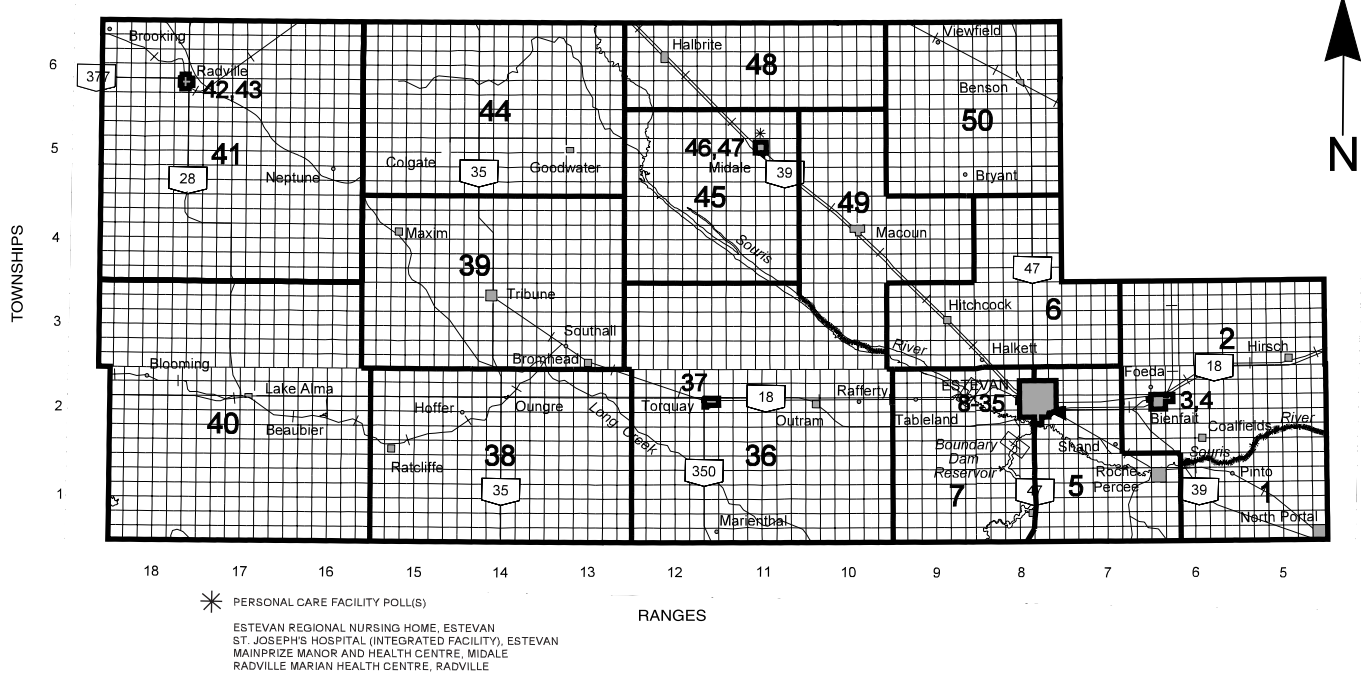 Brooking
Viewfield
Halbrite
6
377
Radville
42,43
48
Benson
44
50
5
41
Colgate
35
Goodwater
46,47
Midale
39
28
Neptune
Bryant
45
49
4
Maxim
Macoun
Souris
39
47
TOWNSHIPS
N
Tribune
Hitchcock
6
3
Southall
2
River
Halkett
Hirsch
Bromhead
18
Blooming
Foeda
37
ESTEVAN
Lake Alma
18
Rafferty
8-35
3,4
2
Hoffer
Oungre
Torquay
Outram
Tableland
Bienfait
40
Beaubier
Long Creek
Coalfields
River
Boundary
Dam
Reservoir
Shand
Souris
38
36
Ratcliffe
350
Roche
Percee
Pinto
1
35
7
47
5
39
1
Marienthal
North Portal
18
17
16
15
14
13
12
11
10
9
8
7
6
5
RANGES
PERSONAL CARE FACILITY POLL(S)
ESTEVAN REGIONAL NURSING HOME, ESTEVAN
ST. JOSEPH'S HOSPITAL (INTEGRATED FACILITY), ESTEVAN
MAINPRIZE MANOR AND HEALTH CENTRE, MIDALE
RADVILLE MARIAN HEALTH CENTRE, RADVILLE